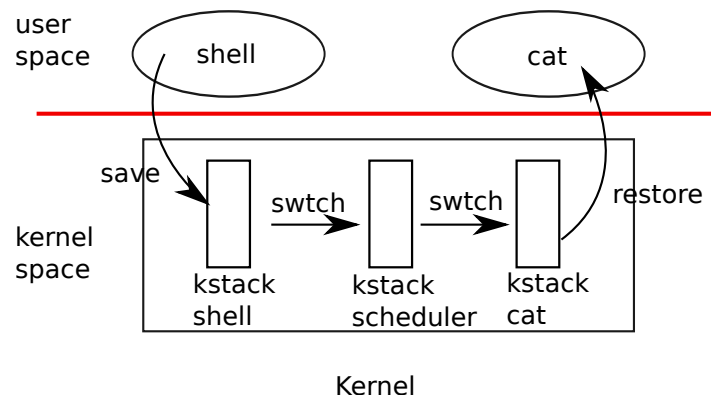 user
space
shell
cat
save
swtch
swtch
restore
kernel
space
kstack
shell
kstack
scheduler
kstack
cat
Kernel